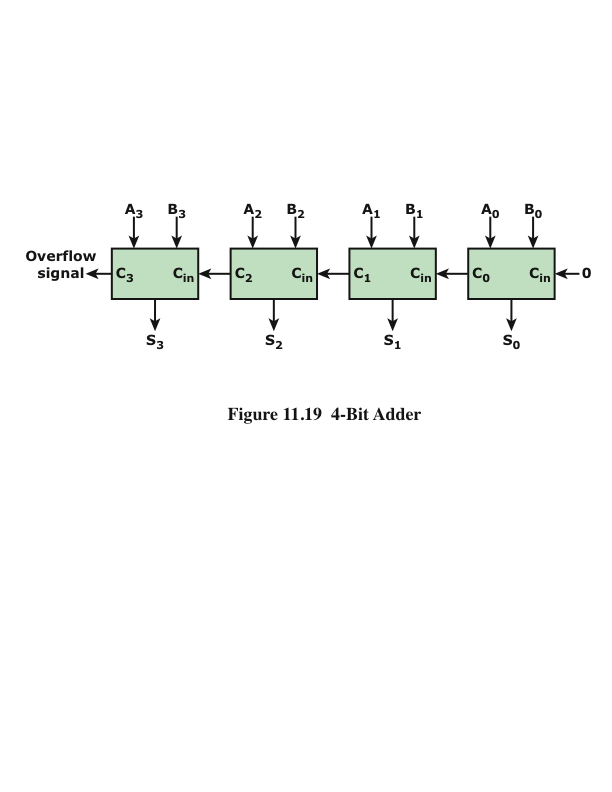 A3 B3 A2 B2 A1 B1 A0 B0
Overflow
signal C3 Cin C2 Cin C1 Cin C0 Cin 0
S3 S2 S1 S0
Figure 11.19 4-Bit Adder